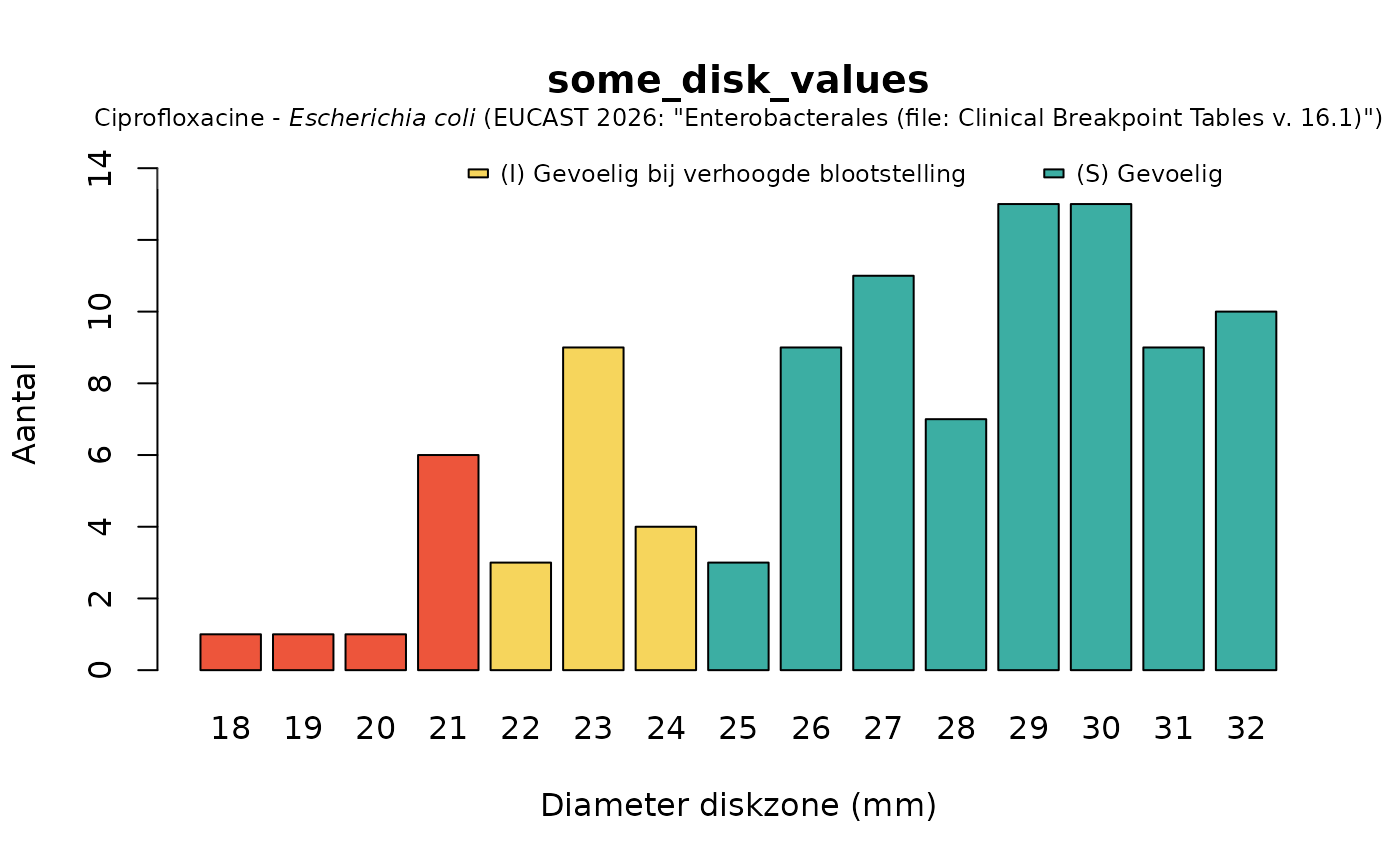 some_disk_values
Ciprofloxacine - Escherichia coli (EUCAST 2026: "Enterobacterales (file: Clinical Breakpoint Tables v. 16.1)")
(I) Gevoelig bij verhoogde blootstelling (S) Gevoelig
14
10
8
6
4
2
0
Aantal
18 19 20 21 22 23 24 25 26 27 28 29 30 31 32
Diameter diskzone (mm)